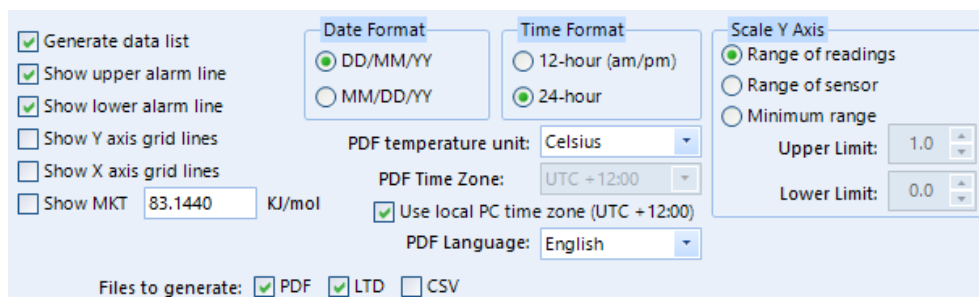 Generate data list
Show upper alarm line
Show lower alarm line
Show Y axis grid lines
Show X axis grid lines
Show MKT 83.1440 KJ/mol
Date Format
DD/MM/YY
MM/DD/YY
Time Format
12-hour (am/pm)
24-hour
PDF temperature unit: Celsius
PDF Time Zone: UTC +12:00
Use local PC time zone (UTC +12:00)
PDF Language: English
Scale Y Axis
Range of readings
Range of sensor
Minimum range
Upper Limit: 1.0
Lower Limit: 0.0
Files to generate: PDF LTD CSV